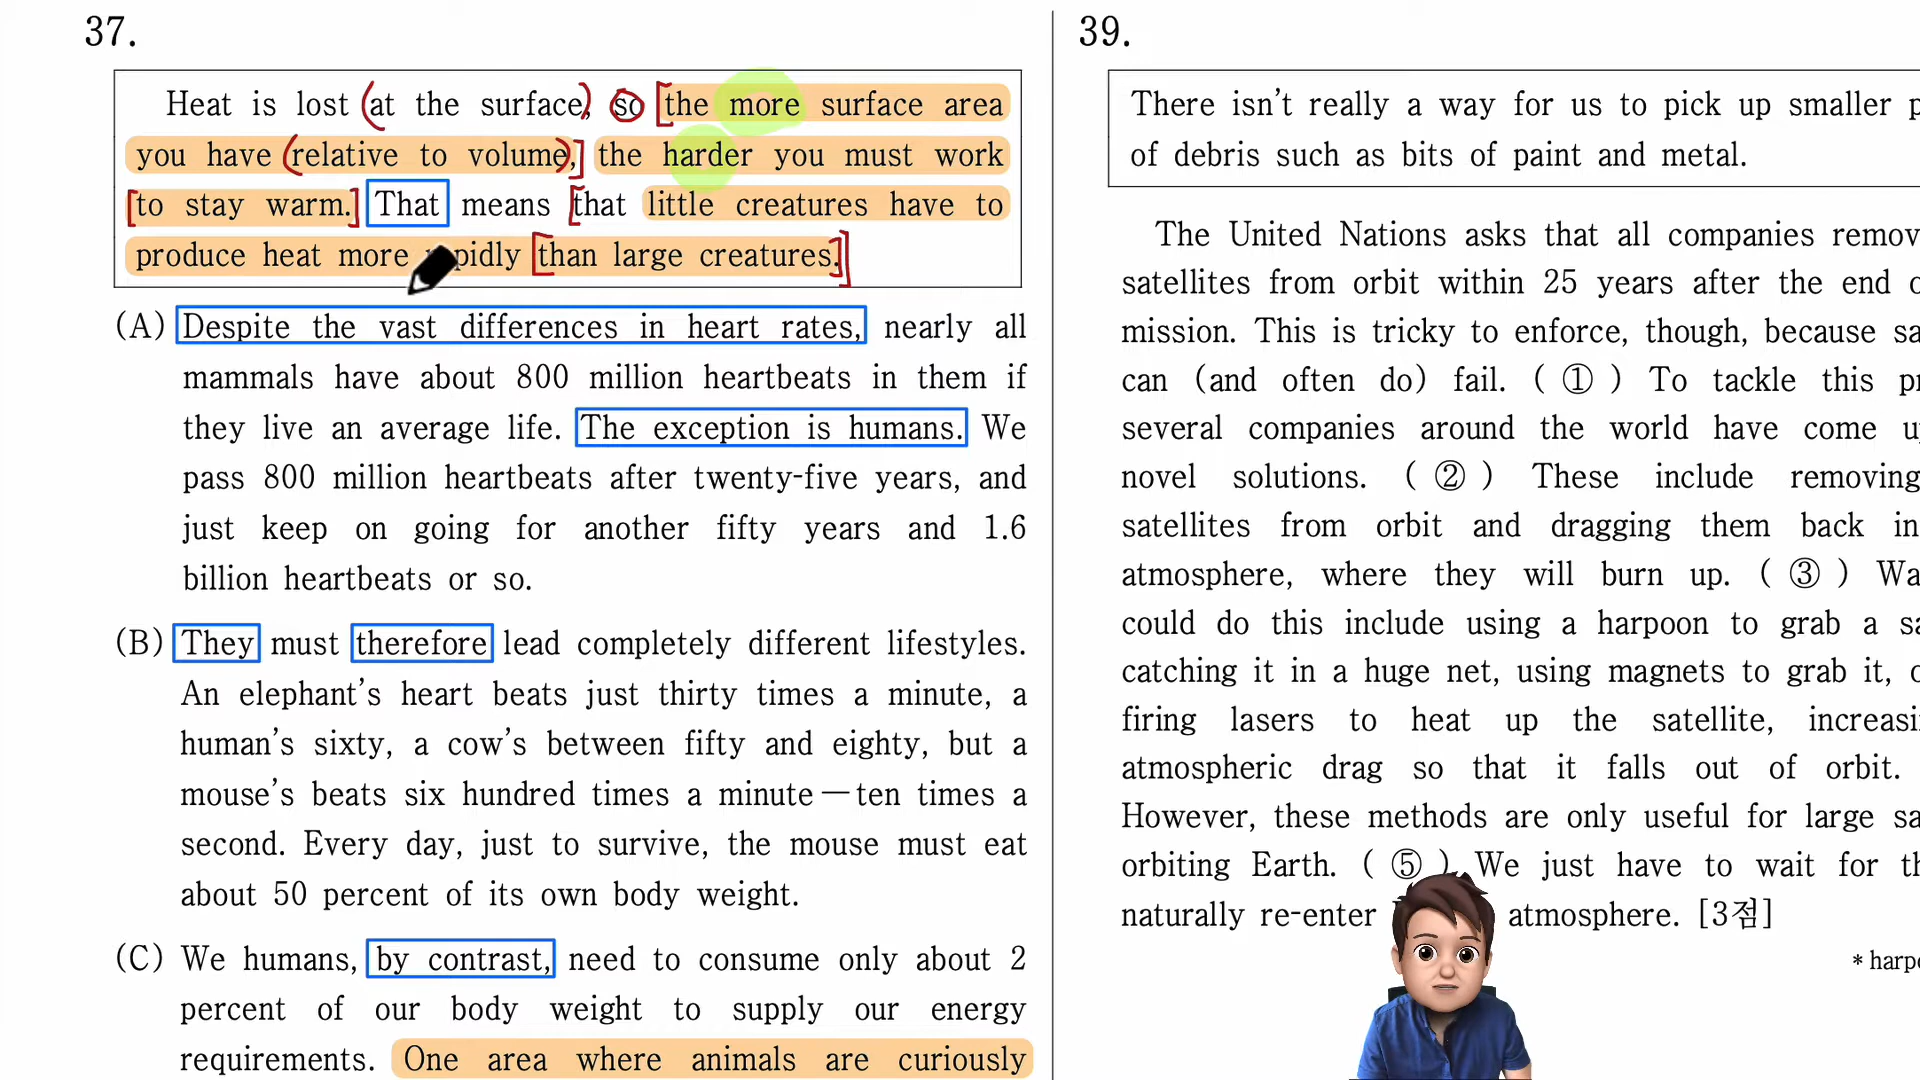 37.
Heat is lost (at the surface), so [the more surface area
you have (relative to volume),] the harder you must work
[to stay warm.] That means [that little creatures have to
produce heat more rapidly [than large creatures.]]
(A) Despite the vast differences in heart rates, nearly all
mammals have about 800 million heartbeats in them if
they live an average life. The exception is humans. We
pass 800 million heartbeats after twenty-five years, and
just keep on going for another fifty years and 1.6
billion heartbeats or so.
(B) They must therefore lead completely different lifestyles.
An elephant's heart beats just thirty times a minute, a
human's sixty, a cow's between fifty and eighty, but a
mouse's beats six hundred times a minute — ten times a
second. Every day, just to survive, the mouse must eat
about 50 percent of its own body weight.
(C) We humans, by contrast, need to consume only about 2
percent of our body weight to supply our energy
requirements. One area where animals are curiously
39.
There isn't really a way for us to pick up smaller
of debris such as bits of paint and metal.
The United Nations asks that all companies
satellites from orbit within 25 years after the end
mission. This is tricky to enforce, though, because
can (and often do) fail. ( ① ) To tackle this
several companies around the world have come
novel solutions. ( ② ) These include removing
satellites from orbit and dragging them back
atmosphere, where they will burn up. ( ③ )
could do this include using a harpoon to grab a
catching it in a huge net, using magnets to grab it,
firing lasers to heat up the satellite,
atmospheric drag so that it falls out of orbit.
However, these methods are only useful for large
orbiting Earth. ( ⑤ ) We just have to wait for
naturally re-enter atmosphere. [3점]
*